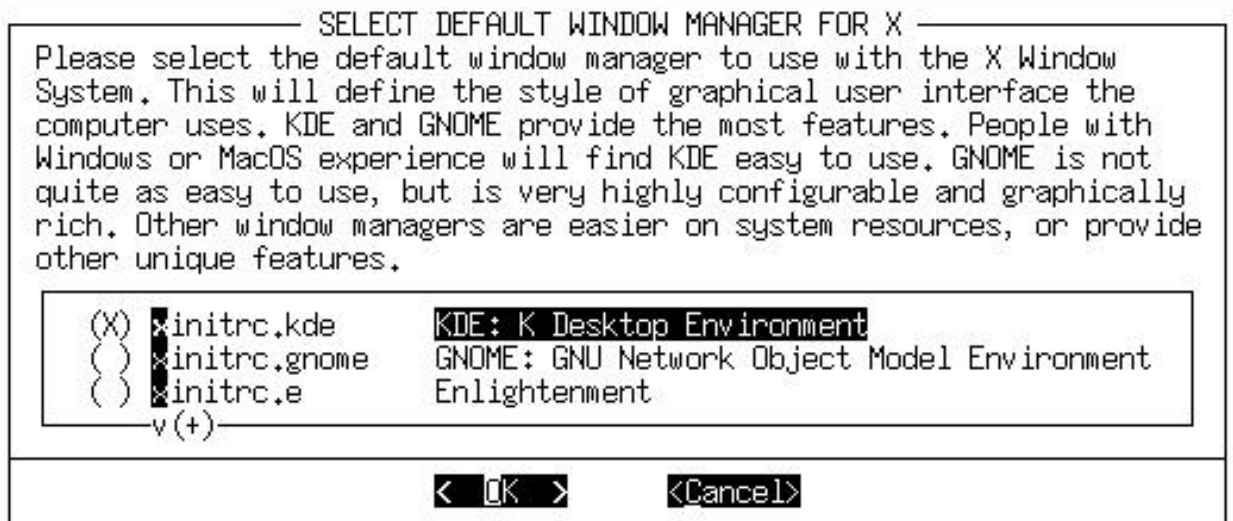 SELECT DEFAULT WINDOW MANAGER FOR X
Please select the default window manager to use with the X Window
System. This will define the style of graphical user interface the
computer uses. KDE and GNOME provide the most features. People with
Windows or MacOS experience will find KDE easy to use. GNOME is not
quite as easy to use, but is very highly configurable and graphically
rich. Other window managers are easier on system resources, or provide
other unique features.
(X) xinitrc.kde KDE: K Desktop Environment
( ) xinitrc.gnome GNOME: GNU Network Object Model Environment
( ) xinitrc.e Enlightenment
v(+)
< OK > <Cancel>